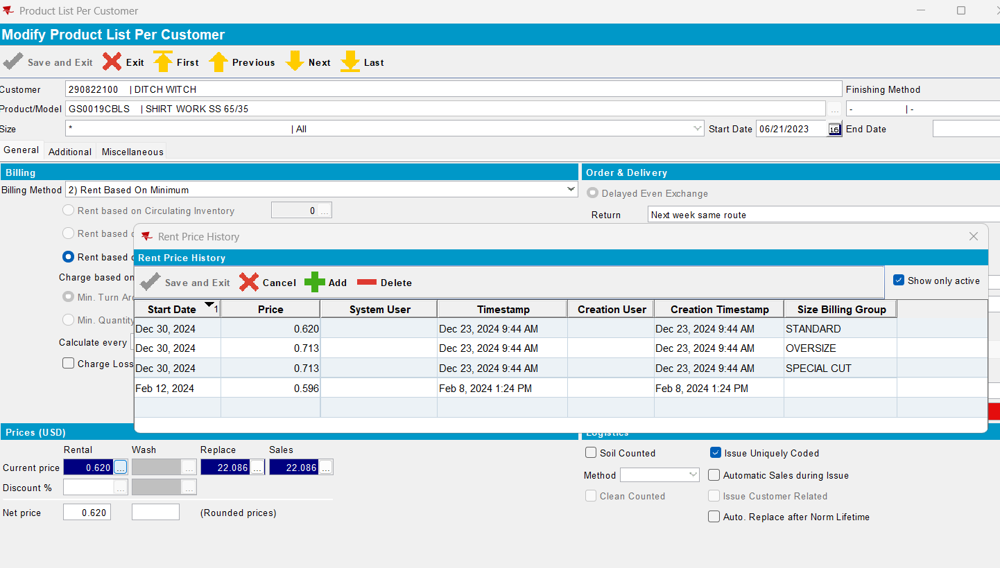 Product List Per Customer
Modify Product List Per Customer
Save and Exit Exit First Previous Next Last
Customer 290822100 | DITCH WITCH Finishing Method
Product/Model GS0019CBLS | SHIRT WORK SS 65/35 ... - | -
Size * | All Start Date 06/21/2023 16 End Date
General Additional Miscellaneous
Billing
Billing Method 2) Rent Based On Minimum
Rent based on Circulating Inventory 0 ...
Rent based
Rent based
Charge based on
Min. Turn
Min. Quantity
Calculate every
Charge Loss
Order & Delivery
Delayed Even Exchange
Return Next week same route
Rent Price History
Rent Price History
Save and Exit Cancel Add Delete Show only active
Start Date 1 Price System User Timestamp Creation User Creation Timestamp Size Billing Group
Dec 30, 2024 0.620 Dec 23, 2024 9:44 AM Dec 23, 2024 9:44 AM STANDARD
Dec 30, 2024 0.713 Dec 23, 2024 9:44 AM Dec 23, 2024 9:44 AM OVERSIZE
Dec 30, 2024 0.713 Dec 23, 2024 9:44 AM Dec 23, 2024 9:44 AM SPECIAL CUT
Feb 12, 2024 0.596 Feb 8, 2024 1:24 PM Feb 8, 2024 1:24 PM
Prices (USD)
Rental Wash Replace Sales
Current price 0.620 ... ... 22.086 ... 22.086 ...
Discount % ... ...
Net price 0.620 (Rounded prices)
Logistics
Soil Counted Issue Uniquely Coded
Method Automatic Sales during Issue
Clean Counted Issue Customer Related
Auto. Replace after Norm Lifetime